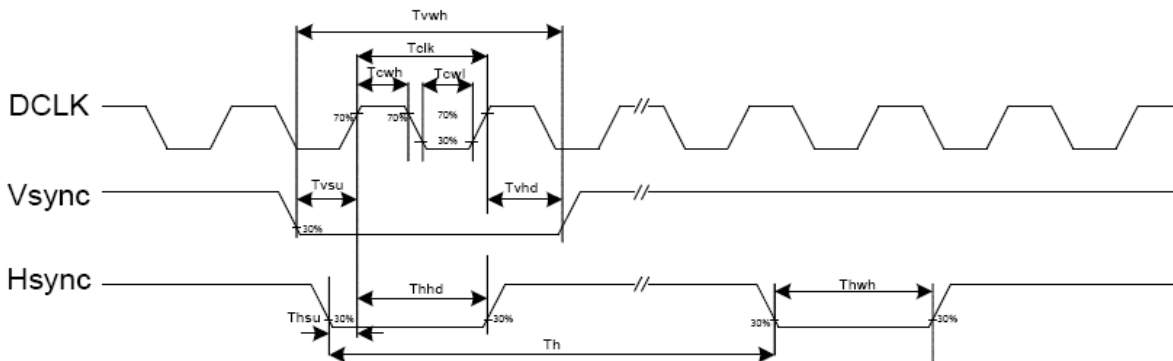 Tvwh
Tclk
Tcwh Tcwl
DCLK 70% 70% 70%
30%
Tvsu Tvhd
Vsync
30%
Hsync Thhd Thwh
Thsu 30% 30% 30% 30%
Th